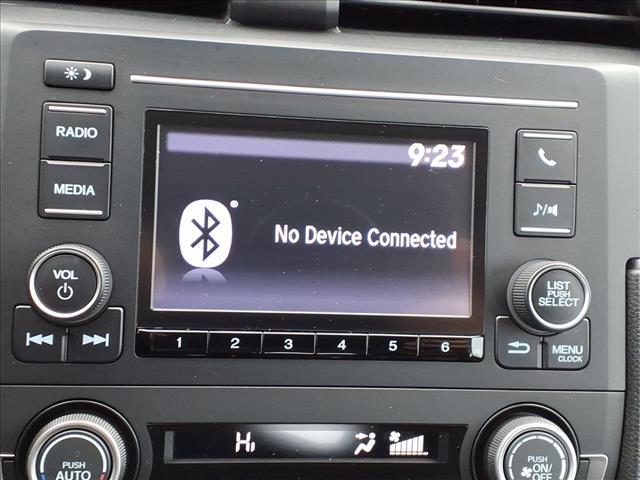 RADIO
MEDIA
VOL
9:23
No Device Connected
LIST
PUSH
SELECT
1 2 3 4 5 6
MENU
CLOCK
Hi
PUSH
AUTO
PUSH
ON/
OFF